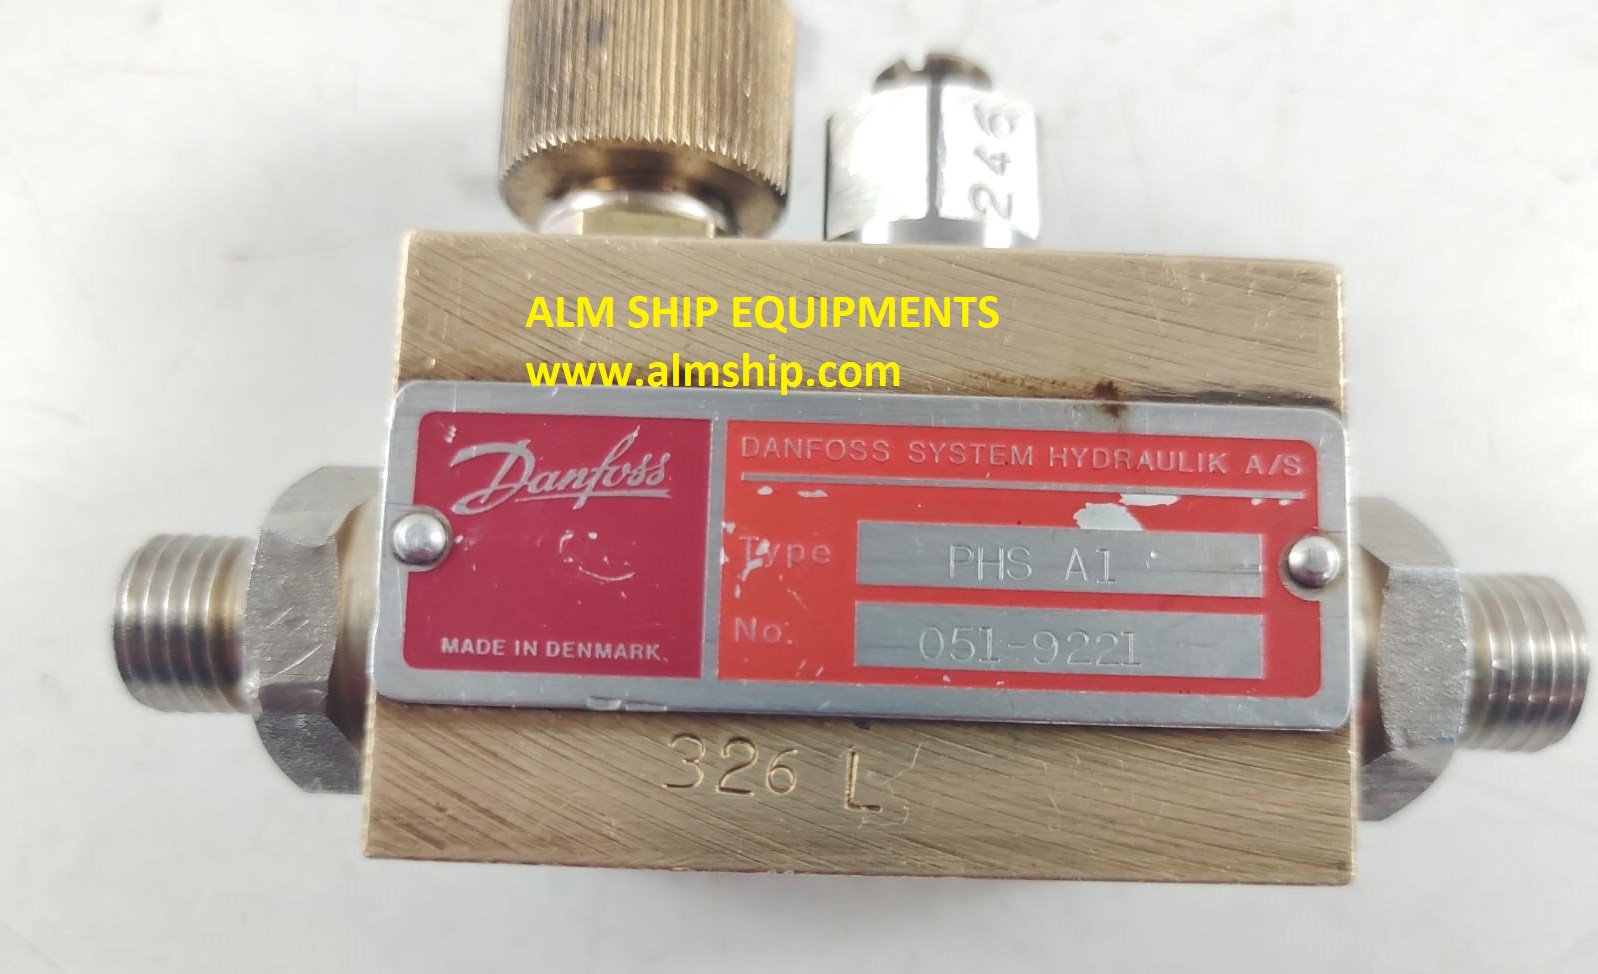 246
ALM SHIP EQUIPMENTS
www.almship.com
Danfoss
MADE IN DENMARK
DANFOSS SYSTEM HYDRAULIK A/S
Type PHS A1
No. 051-9221
326 L